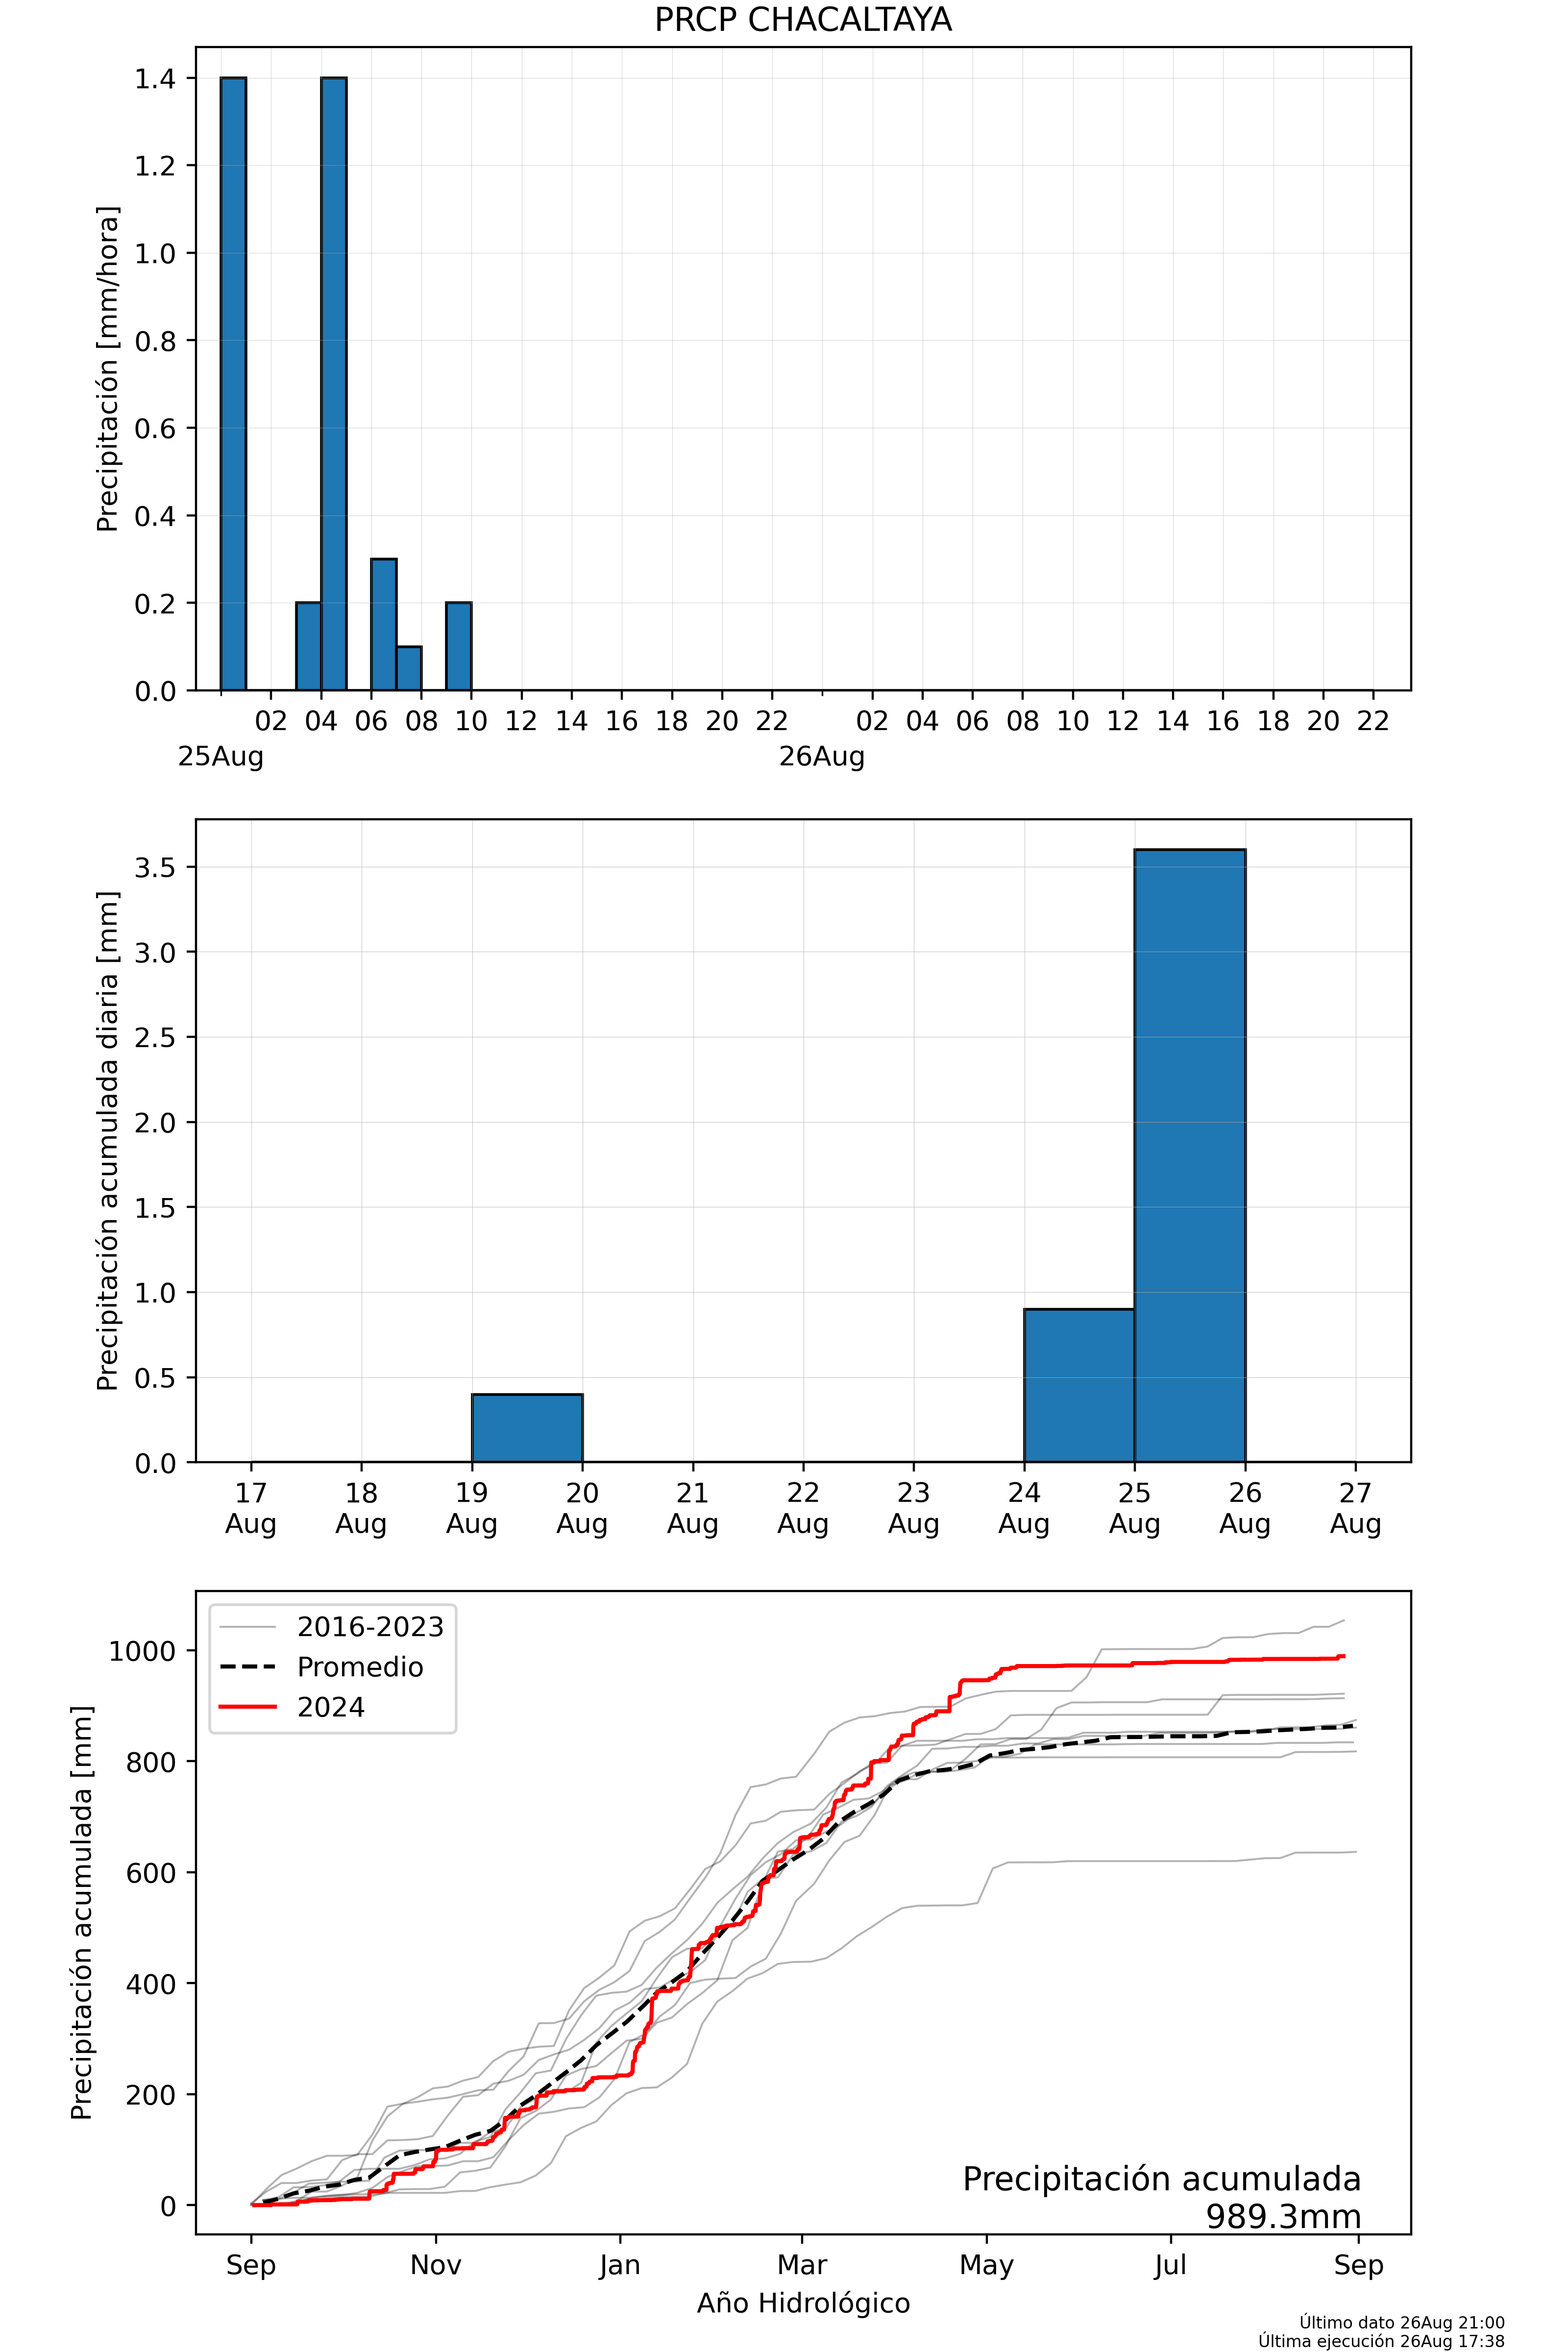 PRCP CHACALTAYA
Precipitación [mm/hora]
1.4
1.2
1.0
0.8
0.6
0.4
0.2
0.0
02 04 06 08 10 12 14 16 18 20 22 02 04 06 08 10 12 14 16 18 20 22
25Aug 26Aug
Precipitación acumulada diaria [mm]
3.5
3.0
2.5
2.0
1.5
1.0
0.5
0.0
17 18 19 20 21 22 23 24 25 26 27
Aug Aug Aug Aug Aug Aug Aug Aug Aug Aug Aug
Precipitación acumulada [mm]
1000
800
600
400
200
0
2016-2023
Promedio
2024
Precipitación acumulada
989.3mm
Sep Nov Jan Mar May Jul Sep
Año Hidrológico
Último dato 26Aug 21:00
Última ejecución 26Aug 17:38